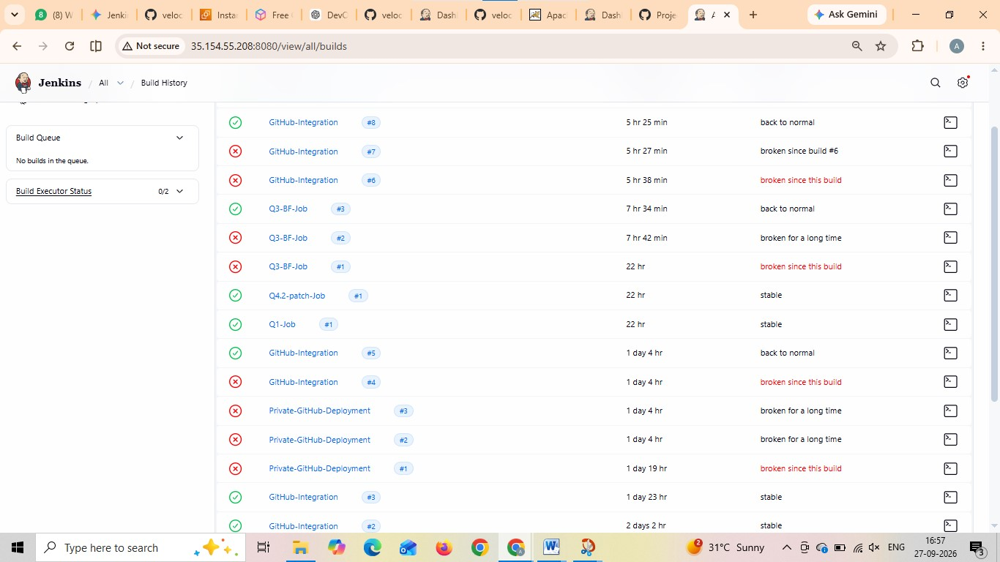 8
(8) W
Jenki
veloc
Instar
Free
DevC
veloc
Dashl
veloc
Apac
Dashl
Proje
A
Ask Gemini
Not secure
35.154.55.208:8080/view/all/builds
A
Jenkins / All / Build History
Build Queue
No builds in the queue.
Build Executor Status 0/2
GitHub-Integration #8 5 hr 25 min back to normal
GitHub-Integration #7 5 hr 27 min broken since build #6
GitHub-Integration #6 5 hr 38 min broken since this build
Q3-BF-Job #3 7 hr 34 min back to normal
Q3-BF-Job #2 7 hr 42 min broken for a long time
Q3-BF-Job #1 22 hr broken since this build
Q4.2-patch-Job #1 22 hr stable
Q1-Job #1 22 hr stable
GitHub-Integration #5 1 day 4 hr back to normal
GitHub-Integration #4 1 day 4 hr broken since this build
Private-GitHub-Deployment #3 1 day 4 hr broken for a long time
Private-GitHub-Deployment #2 1 day 4 hr broken for a long time
Private-GitHub-Deployment #1 1 day 19 hr broken since this build
GitHub-Integration #3 1 day 23 hr stable
GitHub-Integration #2 2 days 2 hr stable
Type here to search
2
31°C Sunny
ENG
16:57
27-09-2026
3